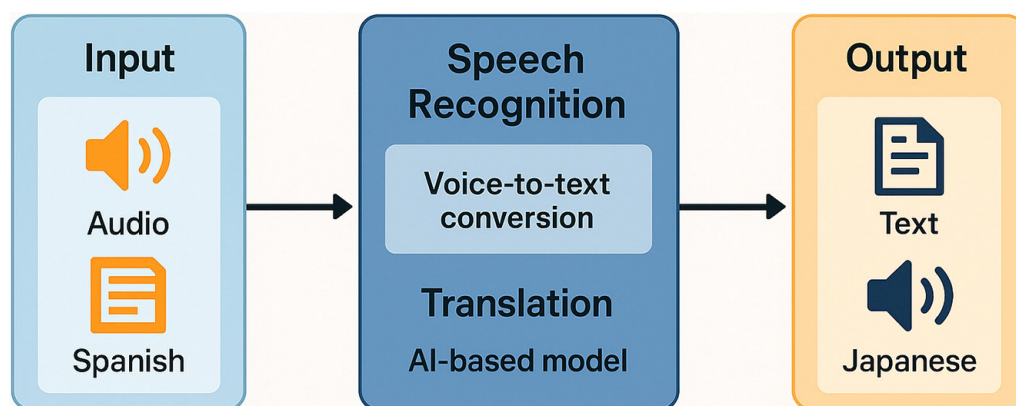 Input
Audio
Spanish
Speech
Recognition
Voice-to-text
conversion
Translation
AI-based model
Output
Text
Japanese